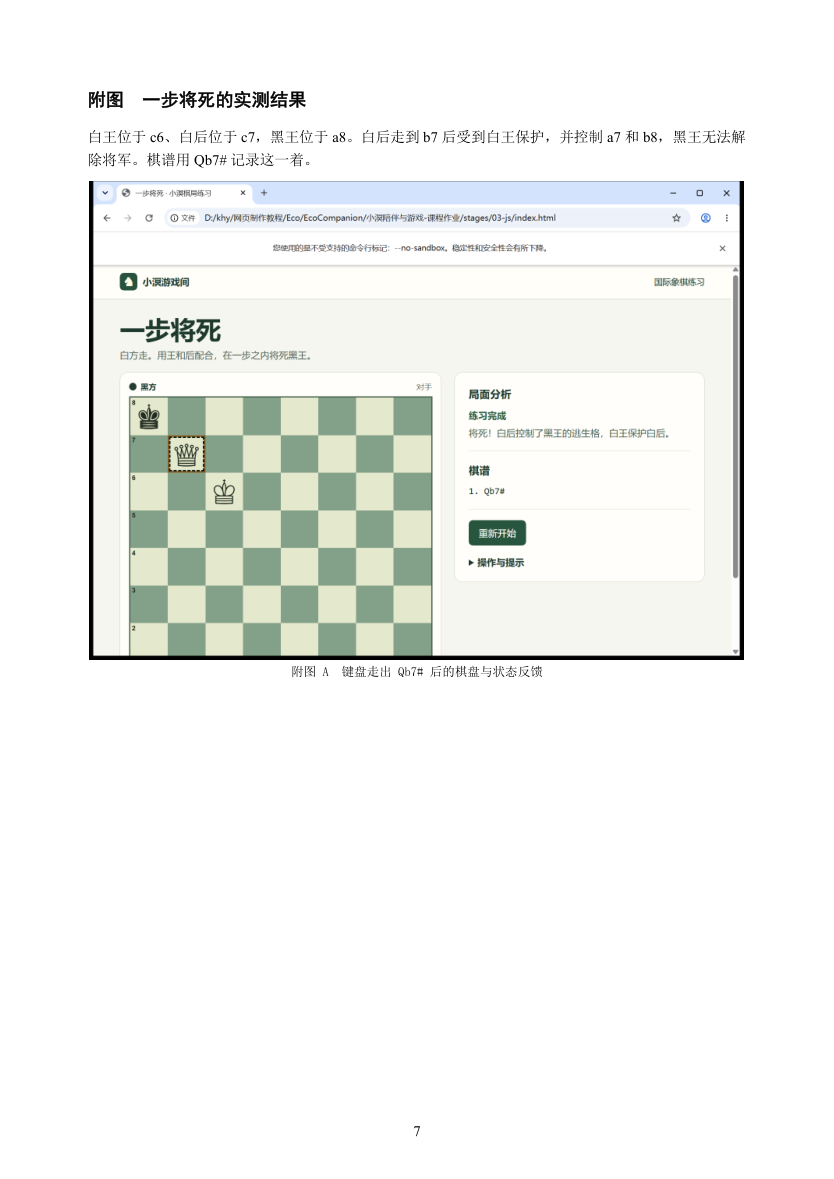 附图 一步将死的实测结果
白王位于 c6、白后位于 c7，黑王位于 a8。白后走到 b7 后受到白王保护，并控制 a7 和 b8，黑王无法解
除将军。棋谱用 Qb7# 记录这一着。
一步将死 · 小溟棋局练习
文件 D:/khy/网页制作教程/Eco/EcoCompanion/小溟陪伴与游戏-课程作业/stages/03-js/index.html
您使用的是不受支持的命令行标记：--no-sandbox。稳定性和安全性会有所下降。
小溟游戏间 国际象棋练习
一步将死
白方走。用王和后配合，在一步之内将死黑王。
黑方 对手
8
7
6
5
4
3
2
局面分析
练习完成
将死！白后控制了黑王的逃生格，白王保护白后。
棋谱
1. Qb7#
重新开始
操作与提示
附图 A 键盘走出 Qb7# 后的棋盘与状态反馈
7